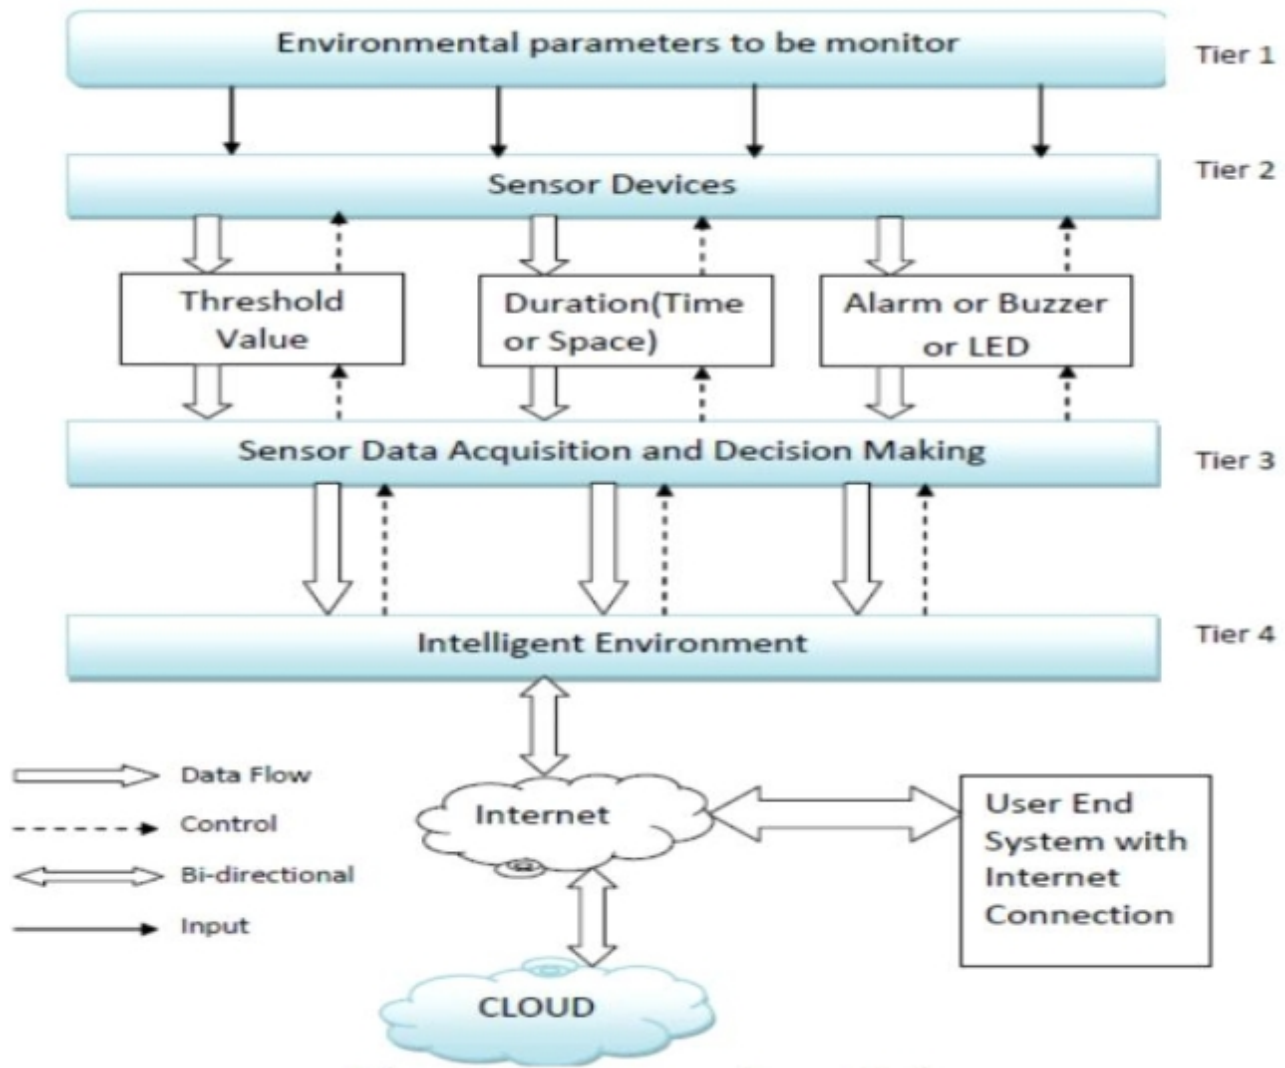 Environmental parameters to be monitor
Tier 1
Sensor Devices
Tier 2
Threshold
Value
Duration(Time
or Space)
Alarm or Buzzer
or LED
Sensor Data Acquisition and Decision Making
Tier 3
Intelligent Environment
Tier 4
Data Flow
Control
Bi-directional
Input
Internet
User End
System with
Internet
Connection
CLOUD